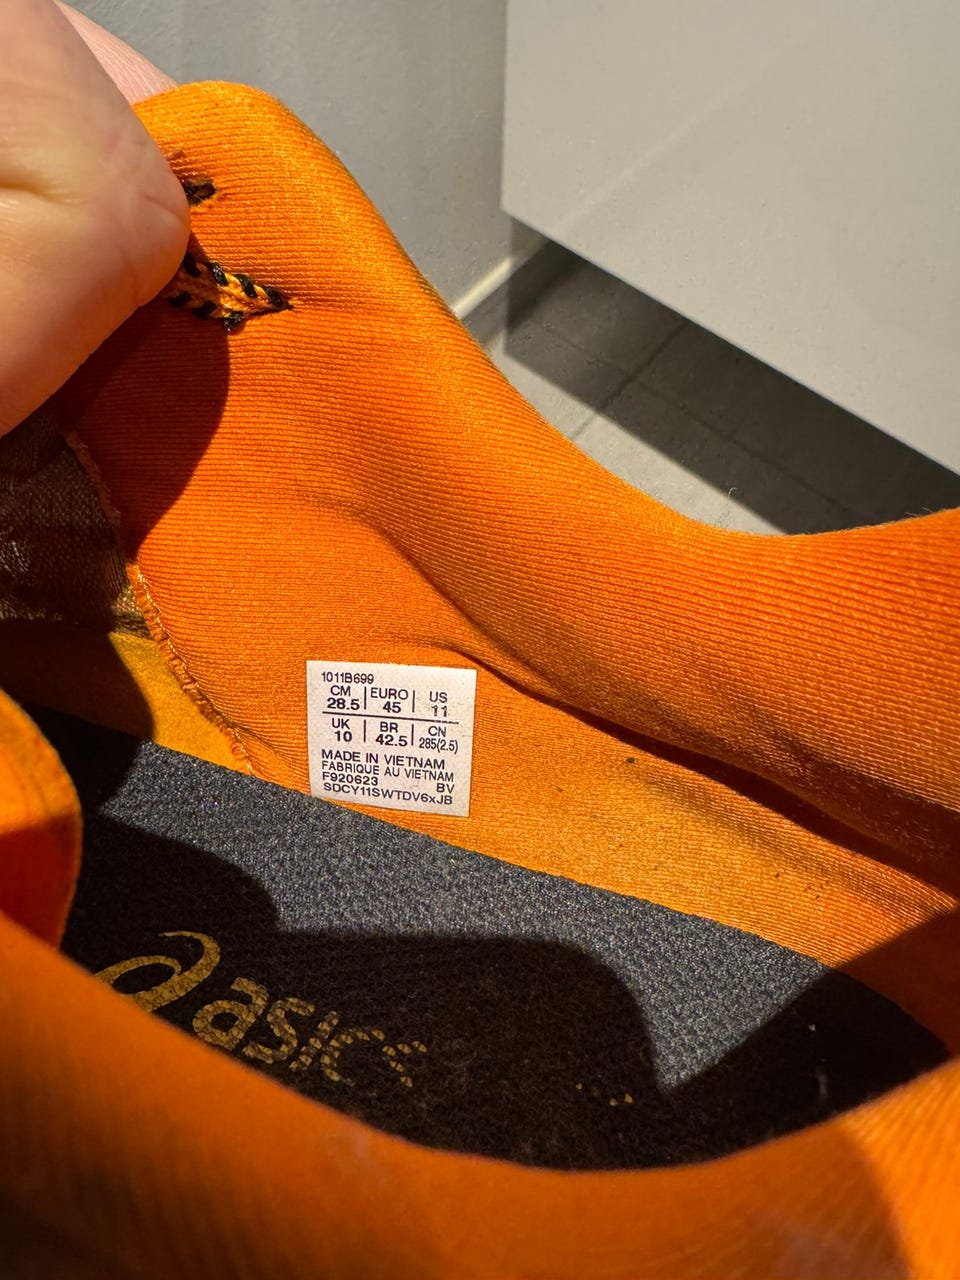 1011B699
CM EURO US
28.5 45 11
UK BR CN
10 42.5 285(2.5)
MADE IN VIETNAM
FABRIQUE AU VIETNAM
F920623 BV
SDCY11SWTDV6xJB
asics